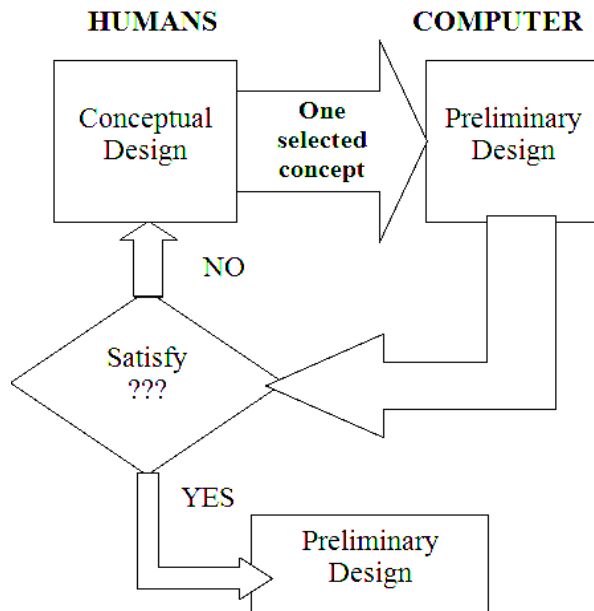 HUMANS
COMPUTER
Conceptual
Design
One
selected
concept
Preliminary
Design
NO
Satisfy
???
YES
Preliminary
Design